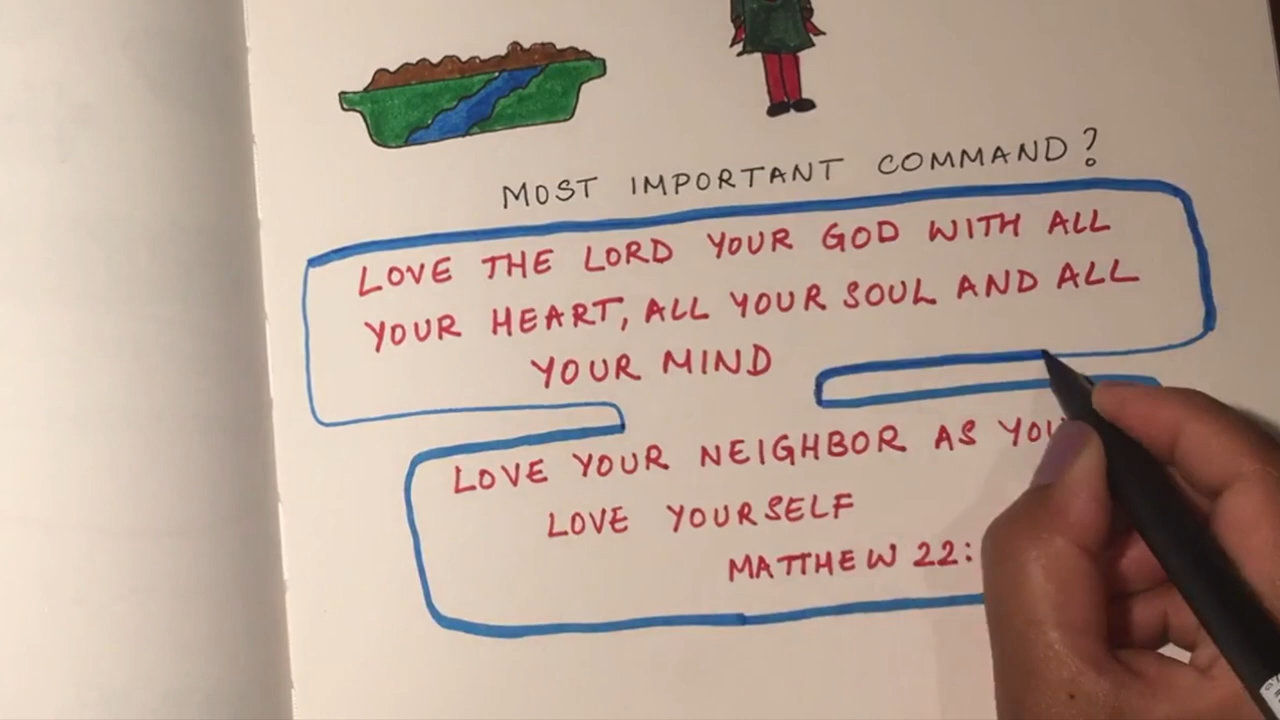 MOST IMPORTANT COMMAND?
LOVE THE LORD YOUR GOD WITH ALL
YOUR HEART, ALL YOUR SOUL AND ALL
YOUR MIND
LOVE YOUR NEIGHBOR AS YOU
LOVE YOURSELF
MATTHEW 22: